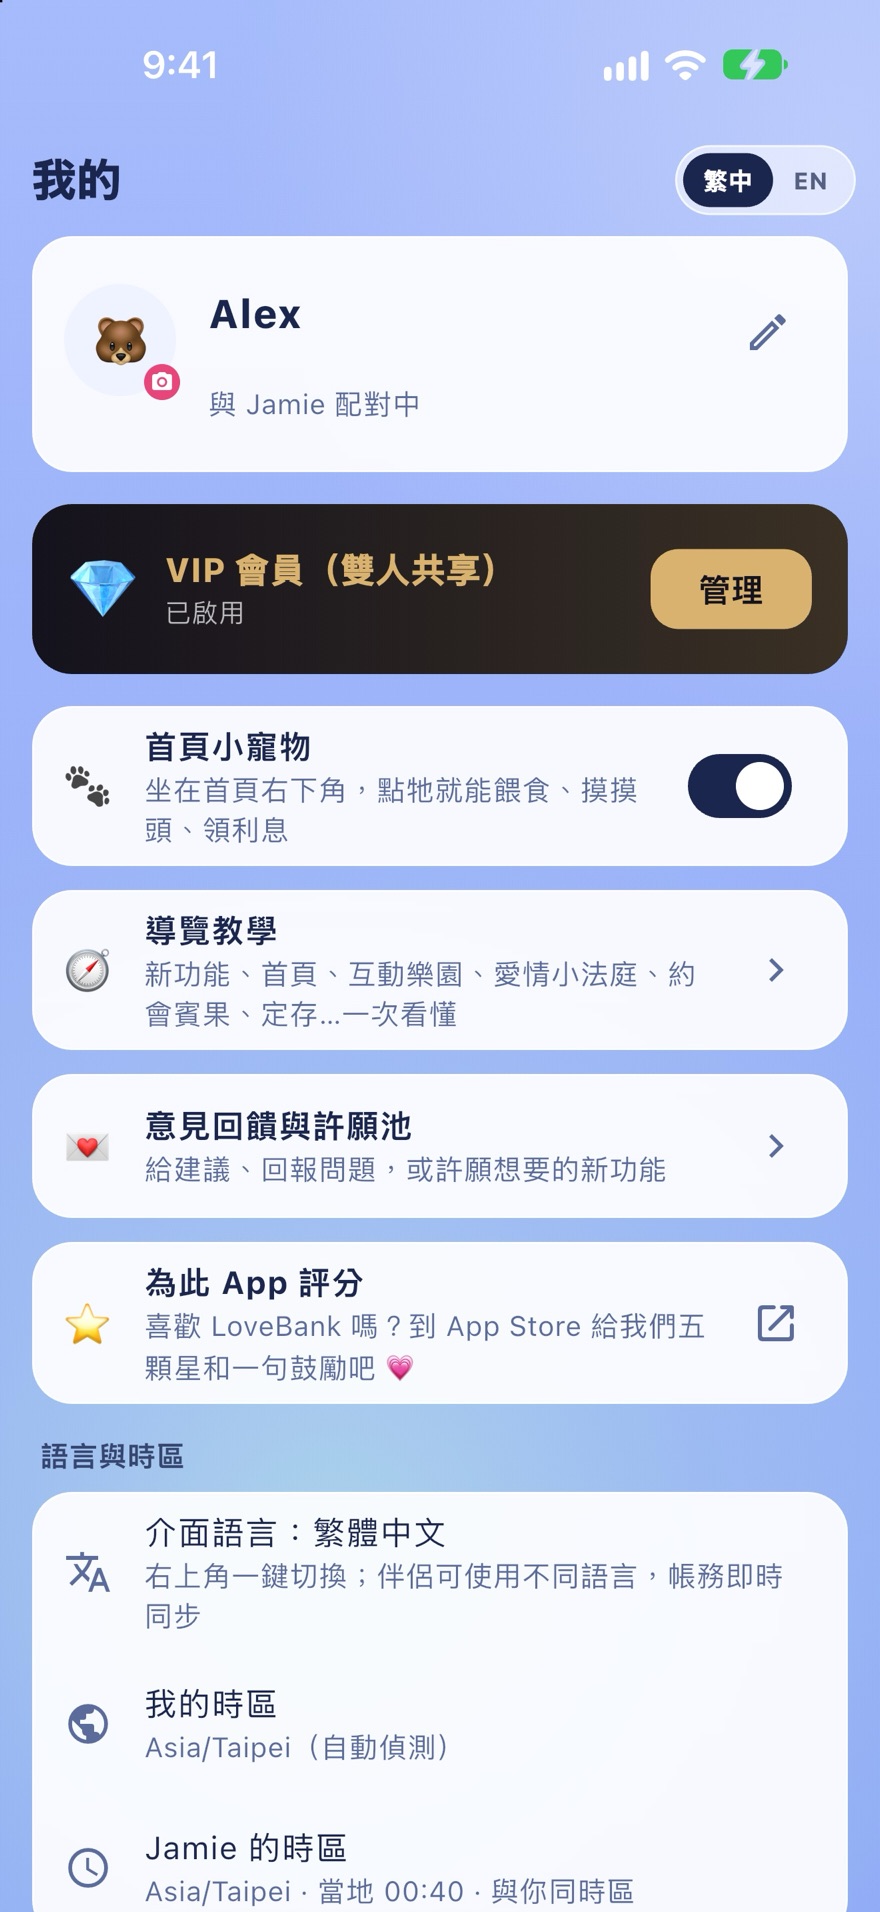 9:41
我的
繁中 EN
Alex
與 Jamie 配對中
VIP 會員（雙人共享）
已啟用
管理
首頁小寵物
坐在首頁右下角，點牠就能餵食、摸摸
頭、領利息
導覽教學
新功能、首頁、互動樂園、愛情小法庭、約
會賓果、定存...一次看懂
意見回饋與許願池
給建議、回報問題，或許願想要的新功能
為此 App 評分
喜歡 LoveBank 嗎？到 App Store 給我們五
顆星和一句鼓勵吧 💗
語言與時區
介面語言：繁體中文
右上角一鍵切換；伴侶可使用不同語言，帳務即時
同步
我的時區
Asia/Taipei（自動偵測）
Jamie 的時區
Asia/Taipei · 當地 00:40 · 與你同時區